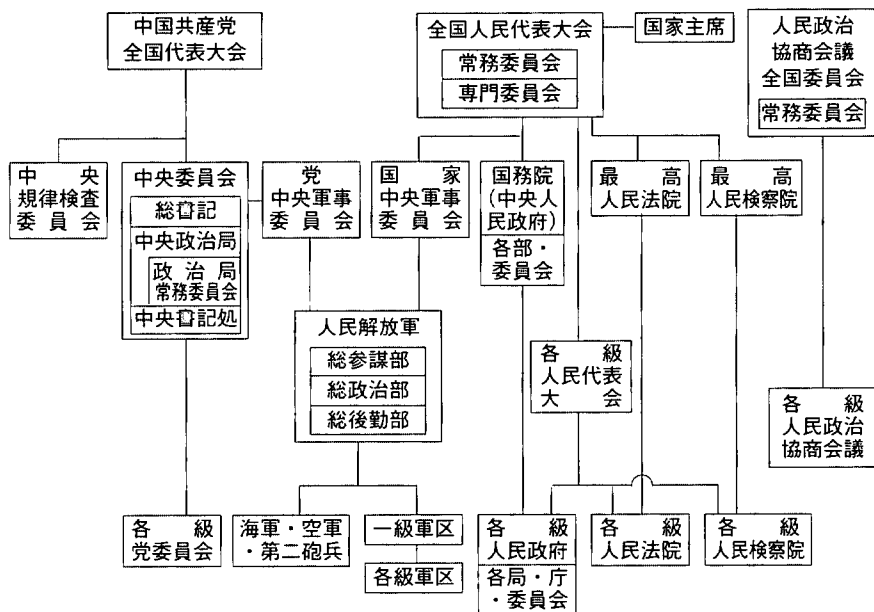 中国共産党
全国代表大会
全国人民代表大会
常務委員会
専門委員会
国家主席
人民政治
協商会議
全国委員会
常務委員会
中央
規律検査
委員会
中央委員会
総書記
中央政治局
政治局
常務委員会
中央書記処
党
中央軍事
委員会
国家
中央軍事
委員会
国務院
(中央人
民政府)
各部・
委員会
最高
人民法院
最高
人民検察院
人民解放軍
総参謀部
総政治部
総後勤部
各級
人民代表
大会
各級
人民政治
協商会議
各級
党委員会
海軍・空軍
・第二砲兵
一級軍区
各級軍区
各級
人民政府
各局・庁
・委員会
各級
人民法院
各級
人民検察院